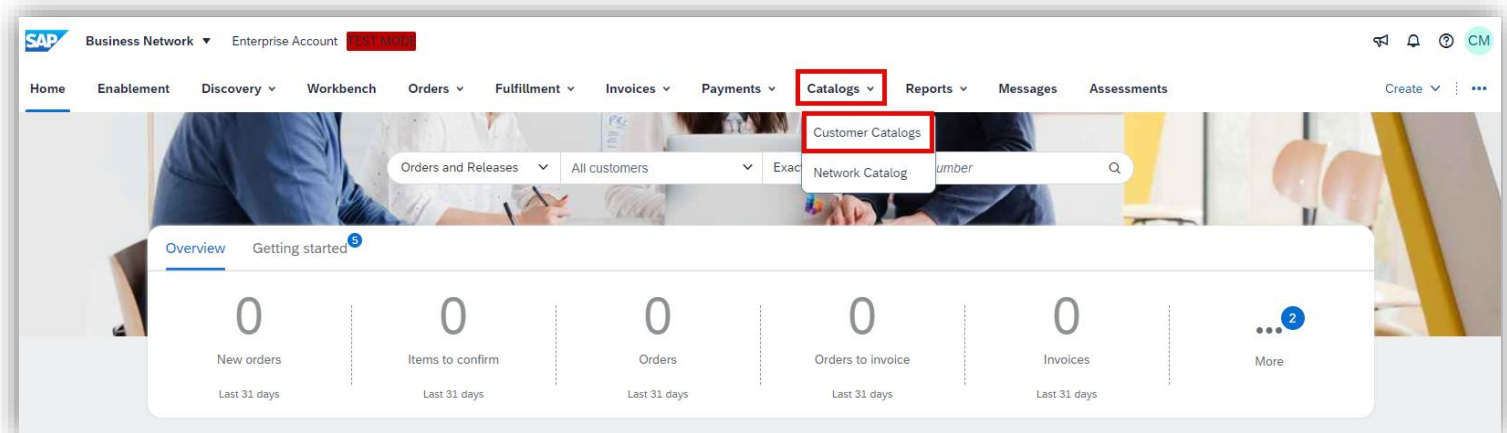 SAP Business Network Enterprise Account TEST MODE CM
Home Enablement Discovery Workbench Orders Fulfillment Invoices Payments Catalogs Reports Messages Assessments Create
Customer Catalogs
Orders and Releases All customers
Network Catalog
Overview Getting started 5
0 0 0 0 0 2
New orders Items to confirm Orders Orders to invoice Invoices More
Last 31 days Last 31 days Last 31 days Last 31 days Last 31 days